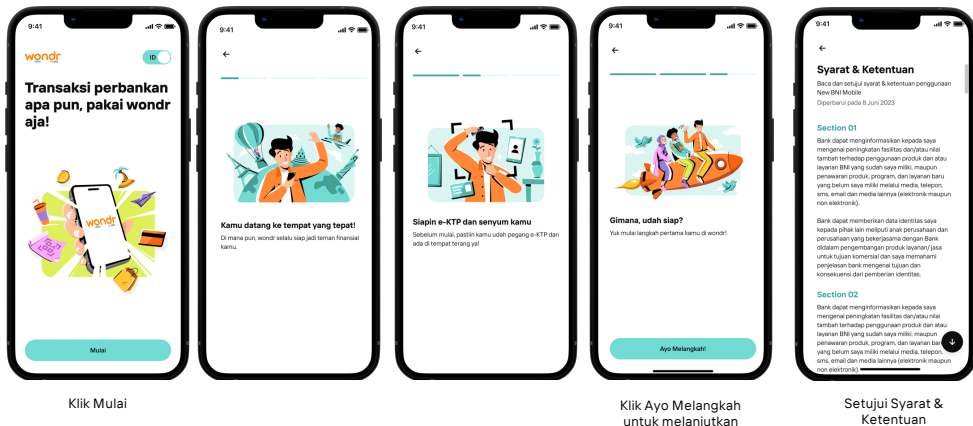 9:41
wondr
ID
Transaksi perbankan
apa pun, pakai wondr
aja!
wondr
Mulai
Klik Mulai
9:41
Kamu datang ke tempat yang tepat!
Di mana pun, wondr selalu siap jadi teman finansial
kamu.
9:41
Siapin e-KTP dan senyum kamu
Sebelum mulai, pastiin kamu udah pegang e-KTP dan
ada di tempat terang ya!
9:41
Gimana, udah siap?
Yuk mulai langkah pertama kamu di wondr!
Ayo Melangkah!
Klik Ayo Melangkah
untuk melanjutkan
9:41
Syarat & Ketentuan
Baca dan setujui syarat & ketentuan penggunaan
New BNI Mobile
Diperbarui pada 8 Juni 2023
Section 01
Bank dapat menginformasikan kepada saya
mengenai peningkatan fasilitas dan/atau nilai
tambah terhadap penggunaan produk dan atau
layanan BNI yang sudah saya miliki, maupun
penawaran produk, program, dan layanan baru
yang belum saya miliki melalui media, telepon,
sms, email dan media lainnya (elektronik maupun
non elektronik).
Bank dapat memberikan data identitas saya
kepada pihak lain meliputi anak perusahaan dan
perusahaan yang bekerjasama dengan Bank
didalam pengembangan produk layanan/ jasa
untuk tujuan komersial dan saya memahami
penjelasan bank mengenai tujuan dan
konsekuensi dari pemberian identitas.
Section 02
Bank dapat menginformasikan kepada saya
mengenai peningkatan fasilitas dan/atau nilai
tambah terhadap penggunaan produk dan atau
layanan BNI yang sudah saya miliki, maupun
penawaran produk, program, dan layanan
yang belum saya miliki melalui media, telepon,
sms, email dan media lainnya (elektronik maupun
non elektronik).
Setujui Syarat &
Ketentuan